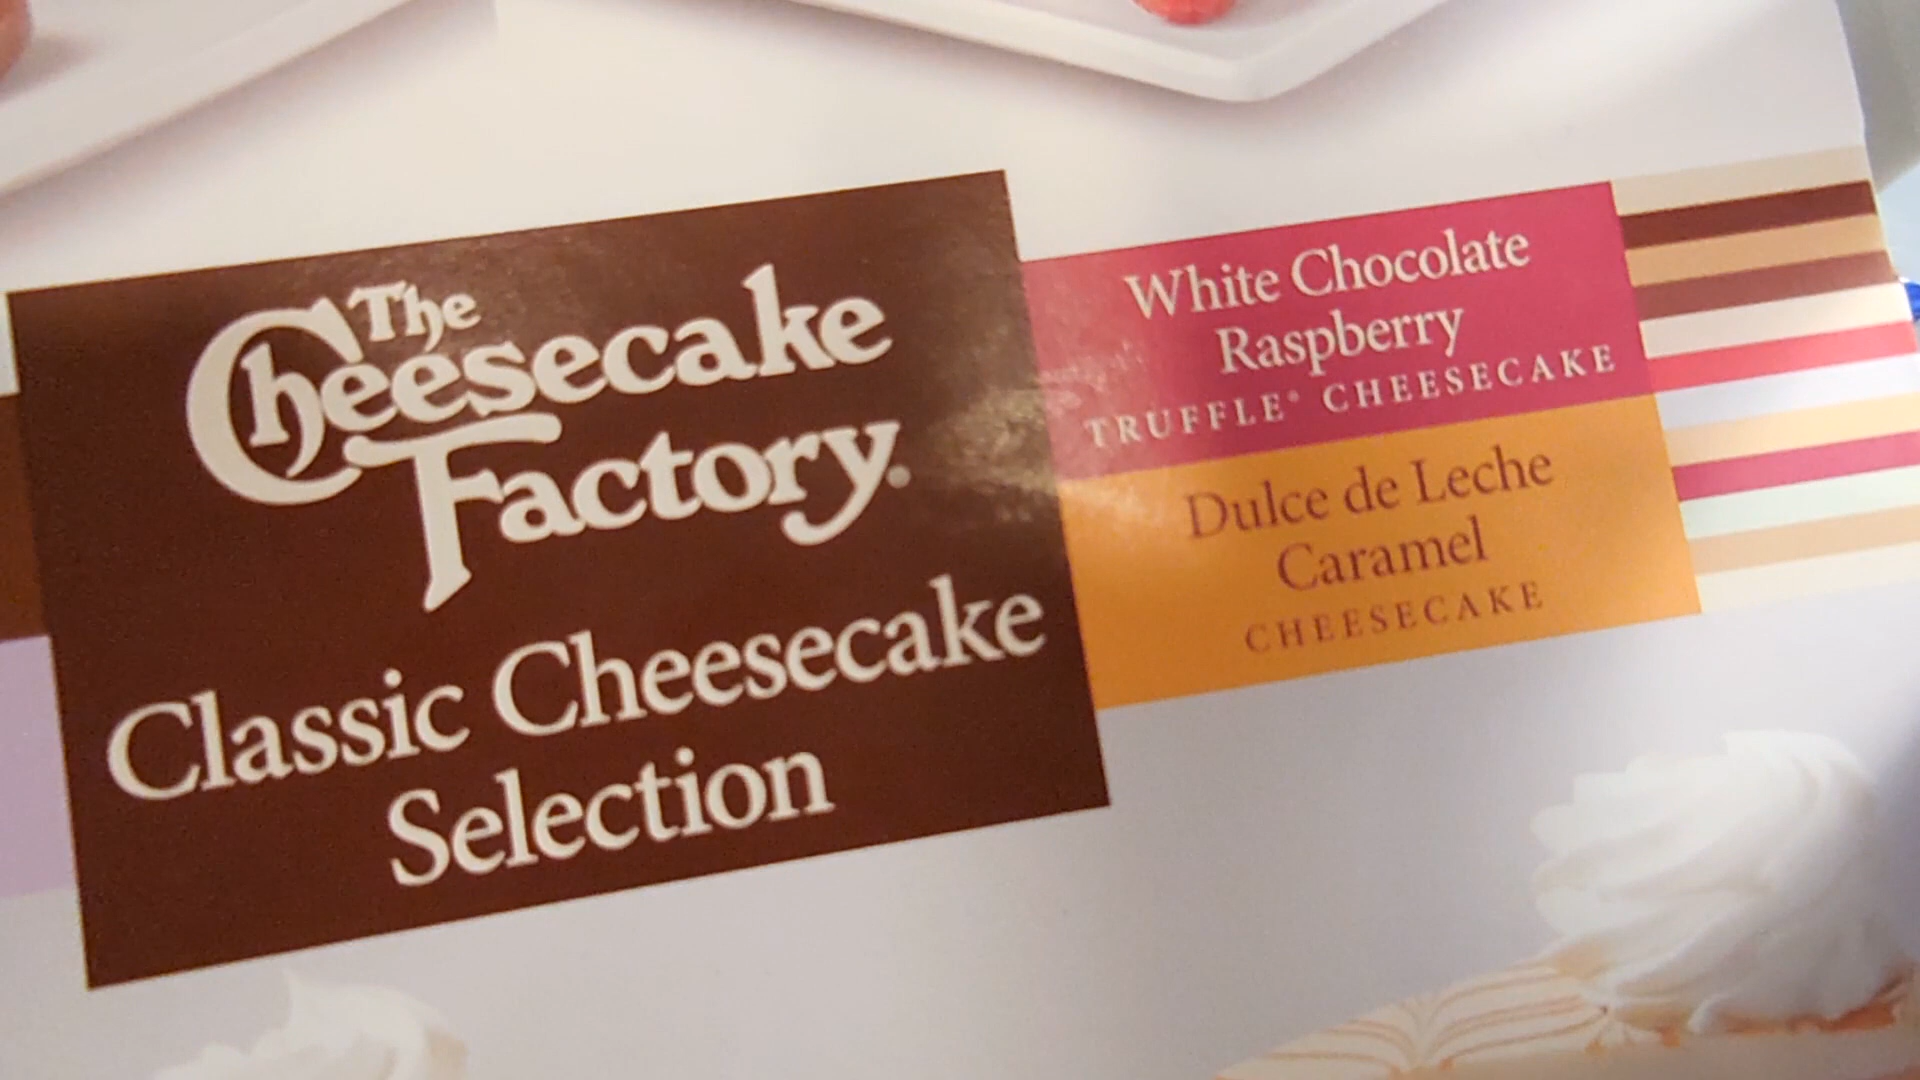 The
Cheesecake
Factory.
Classic Cheesecake
Selection
White Chocolate
Raspberry
TRUFFLE® CHEESECAKE
Dulce de Leche
Caramel
CHEESECAKE